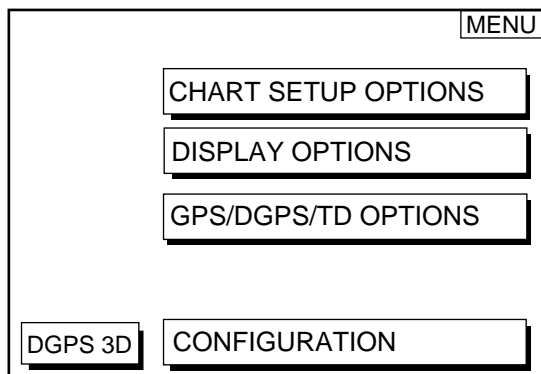 MENU
CHART SETUP OPTIONS
DISPLAY OPTIONS
GPS/DGPS/TD OPTIONS
DGPS 3D
CONFIGURATION